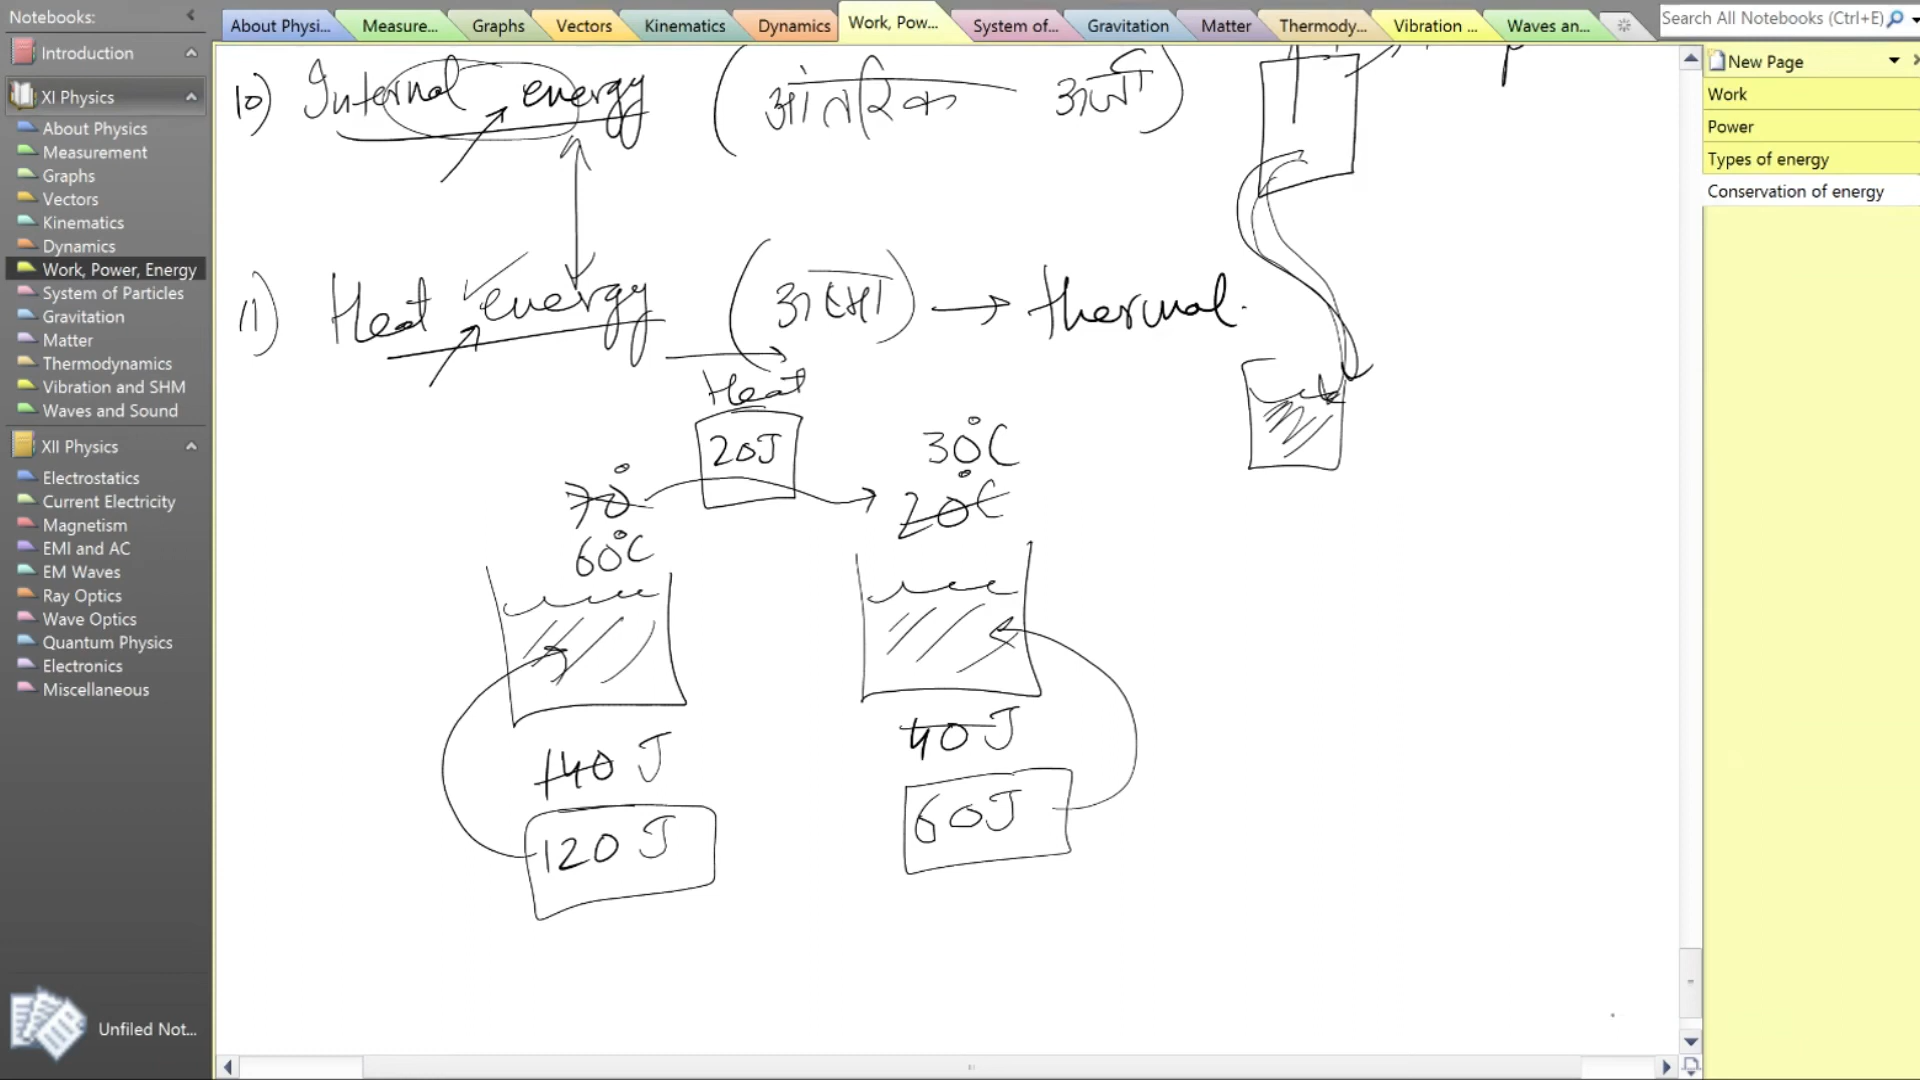 Notebooks:
Introduction
XI Physics
About Physics
Measurement
Graphs
Vectors
Kinematics
Dynamics
Work, Power, Energy
System of Particles
Gravitation
Matter
Thermodynamics
Vibration and SHM
Waves and Sound
XII Physics
Electrostatics
Current Electricity
Magnetism
EMI and AC
EM Waves
Ray Optics
Wave Optics
Quantum Physics
Electronics
Miscellaneous
Unfiled Not...
About Physi... Measure... Graphs Vectors Kinematics Dynamics Work, Pow... System of... Gravitation Matter Thermody... Vibration ... Waves an...
Search All Notebooks (Ctrl+E)
10) Internal energy (आंतरिक ऊर्जा)
11) Heat energy (ऊष्मा) → thermal.
Heat
20J
70°
60°C
30°C
20°C
140 J
120 J
40J
60J
New Page
Work
Power
Types of energy
Conservation of energy